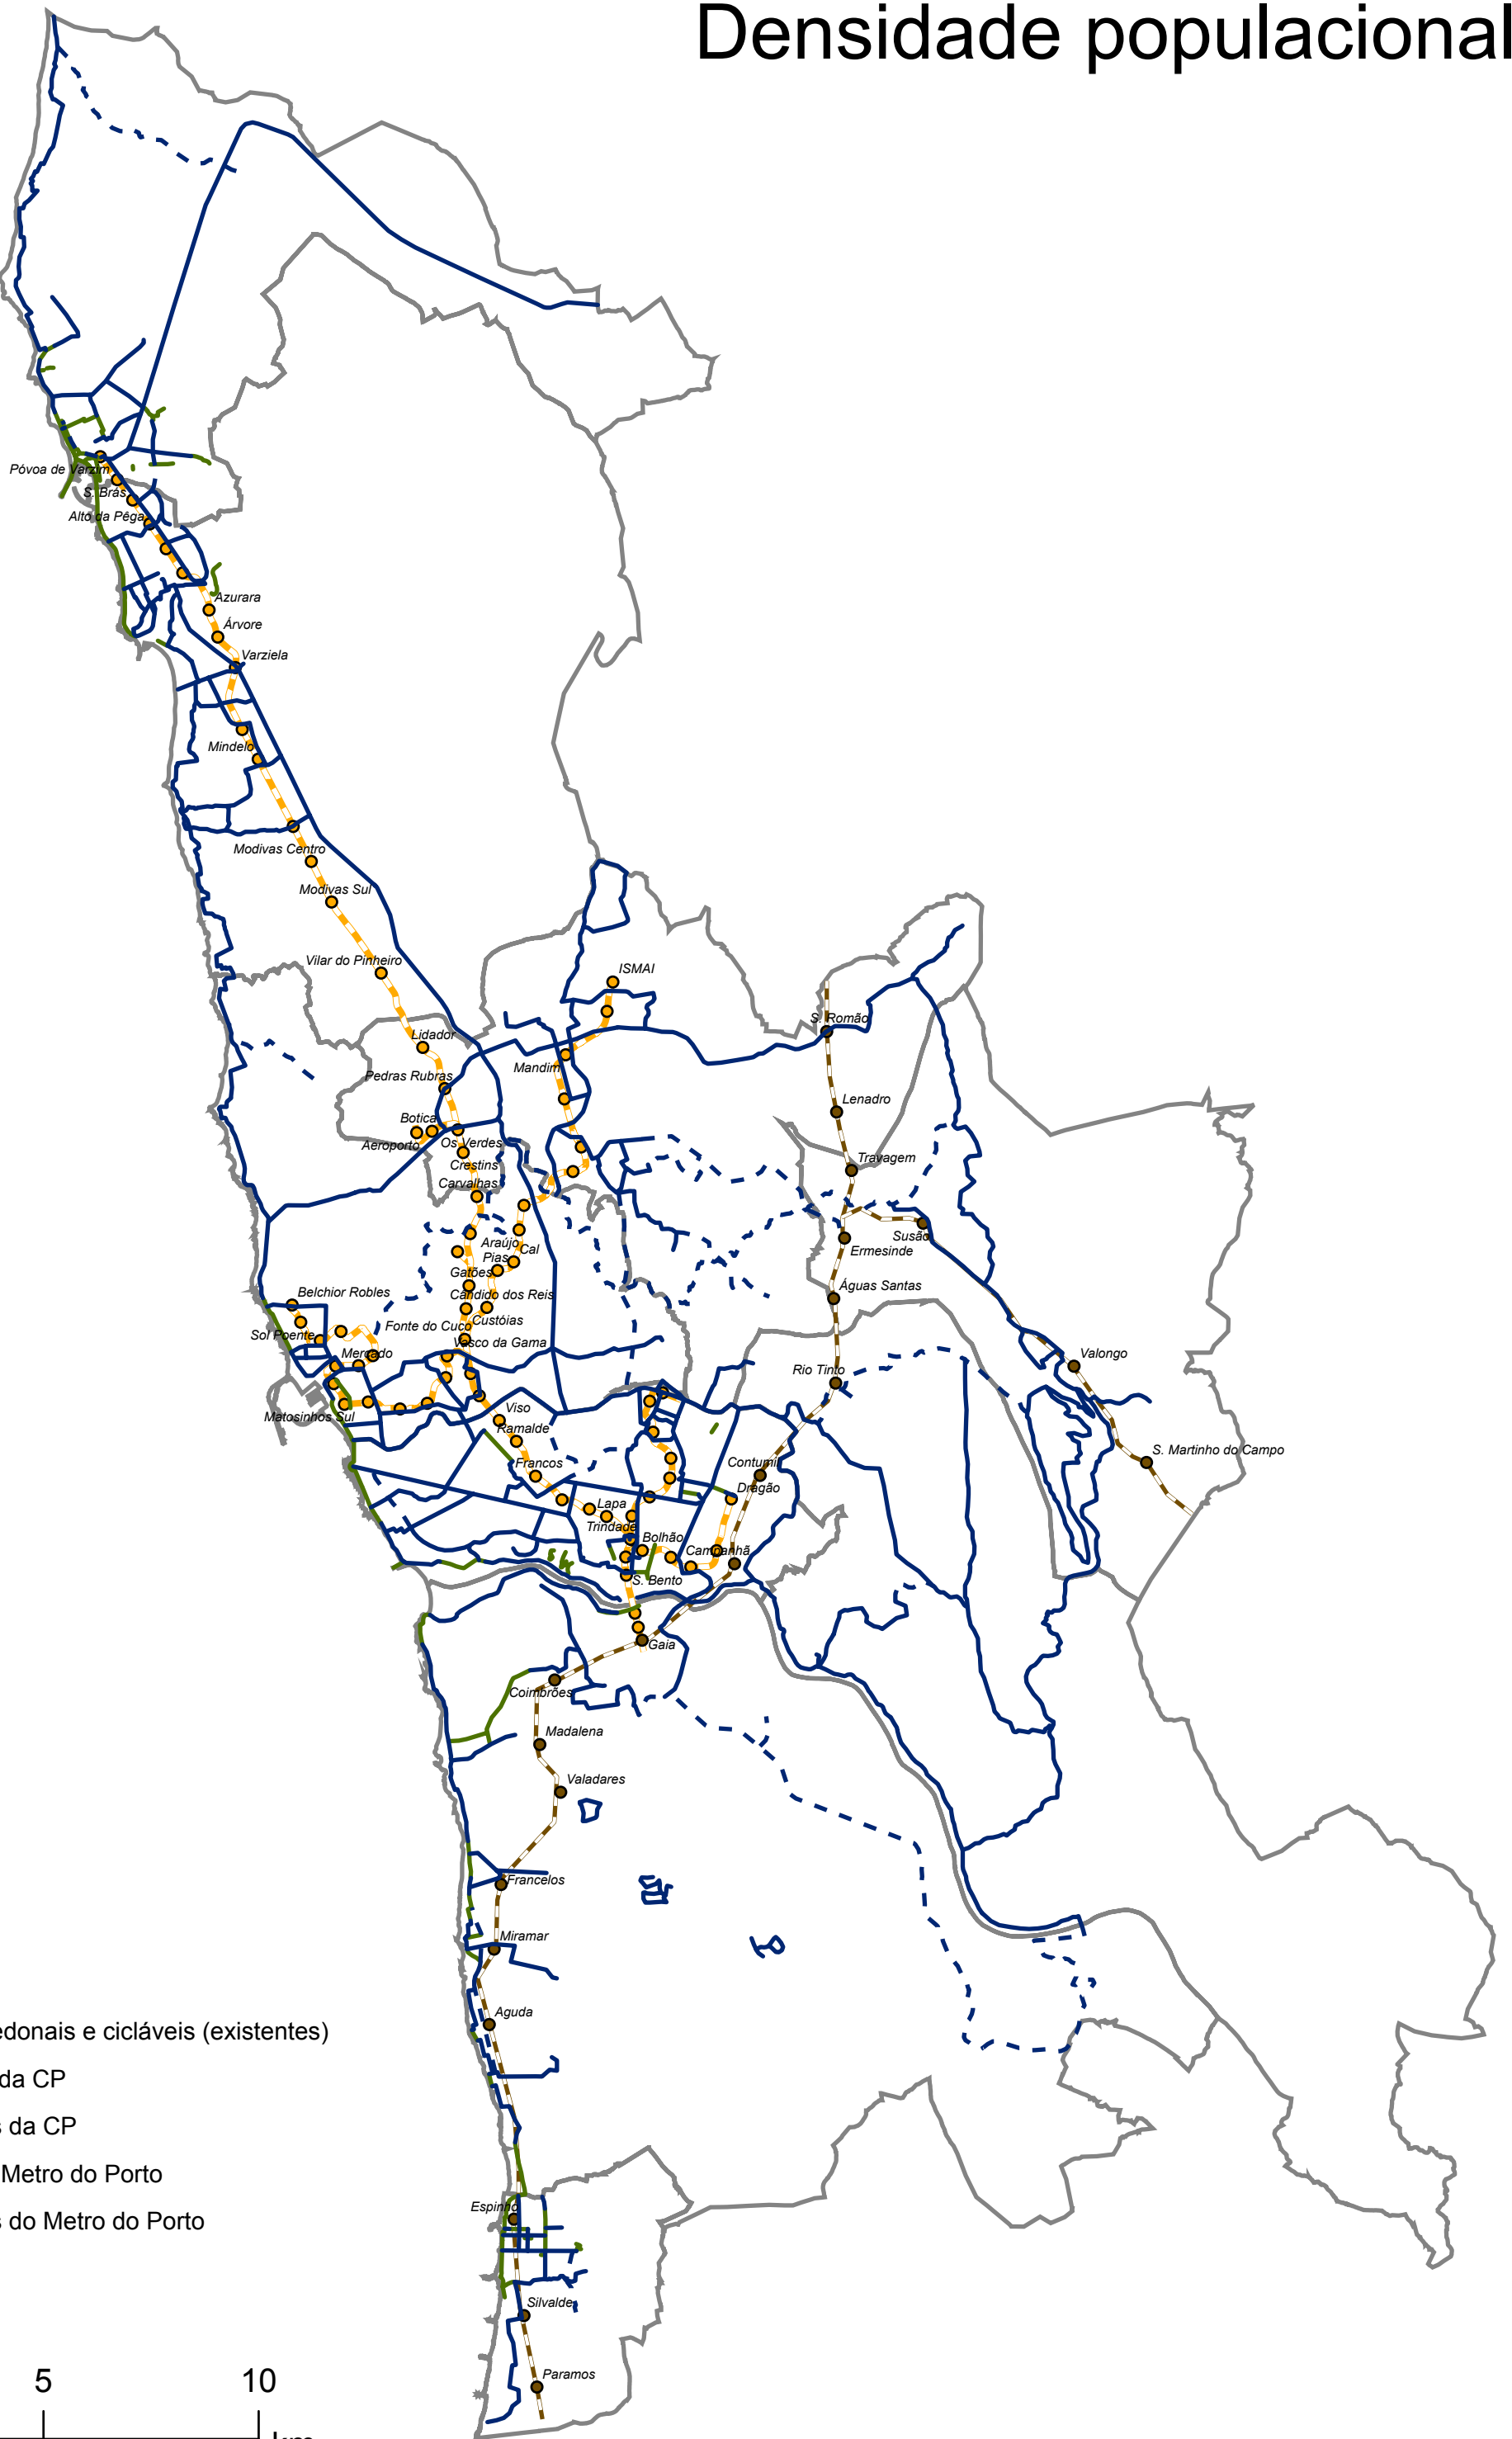 Densidade populacional
Póvoa de Varzim
S. Brás
Alto da Pêga
Azurara
Árvore
Varziela
Mindelo
Modivas Centro
Modivas Sul
Vilar do Pinheiro
ISMAI
Lidador
S. Romão
Mandim
Pedras Rubras
Lenadro
Botica
Aeroporto
Os Verdes
Crestins
Travagem
Carvalhas
Susão
Araújo
Cal
Ermesinde
Pias
Gatões
Águas Santas
Belchior Robles
Cândido dos Reis
Custóias
Fonte do Cuco
Sol Poente
Vasco da Gama
Mercado
Valongo
Rio Tinto
Matosinhos Sul
Viso
Ramalde
S. Martinho do Campo
Francos
Contumil
Dragão
Lapa
Trindade
Bolhão
Campanhã
S. Bento
Gaia
Coimbrões
Madalena
Valadares
Francelos
Miramar
Aguda
edonais e cicláveis (existentes)
da CP
s da CP
Metro do Porto
s do Metro do Porto
Espinho
Silvalde
Paramos
5 10
km